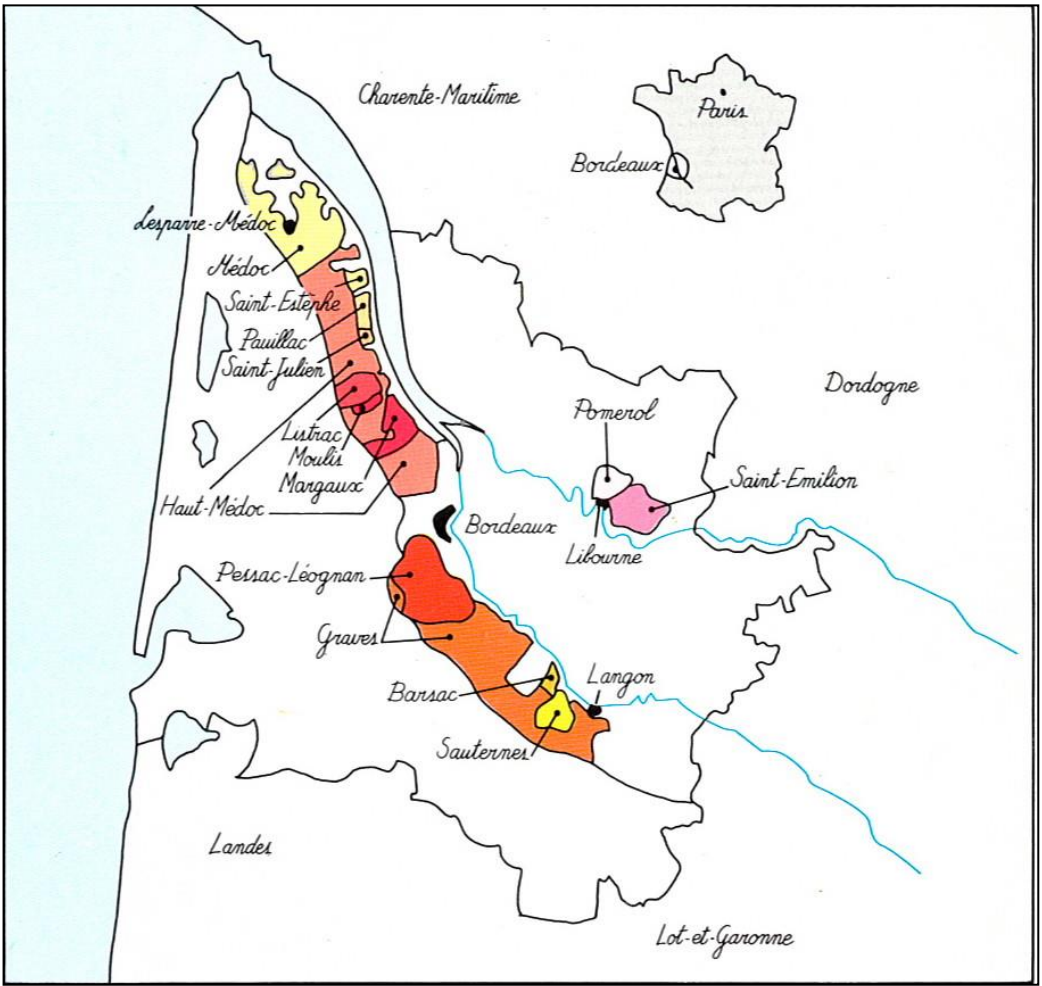 Charente-Maritime
Paris
Bordeaux
Lesparre-Médoc
Médoc
Saint-Estèphe
Pauillac
Saint-Julien
Dordogne
Pomerol
Listrac
Moulis
Margaux
Saint-Emilion
Haut-Médoc
Bordeaux
Libourne
Pessac-Léognan
Graves
Barsac
Langon
Sauternes
Landes
Lot-et-Garonne